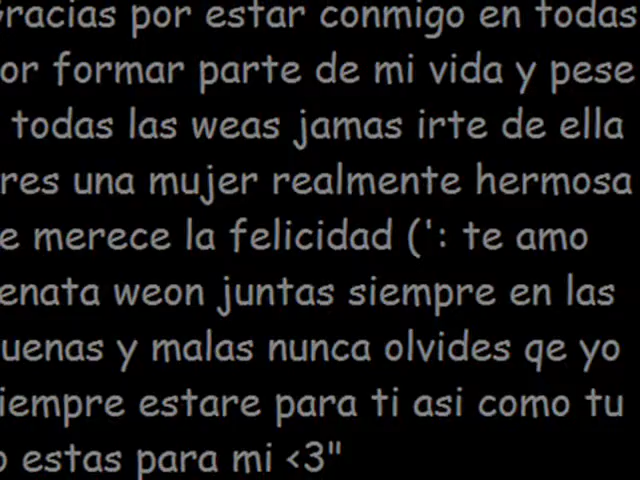 racias por estar conmigo en todas
or formar parte de mi vida y pese
todas las weas jamas irte de ella
res una mujer realmente hermosa
e merece la felicidad (': te amo
enata weon juntas siempre en las
uenas y malas nunca olvides qe yo
iempre estare para ti asi como tu
o estas para mi <3"